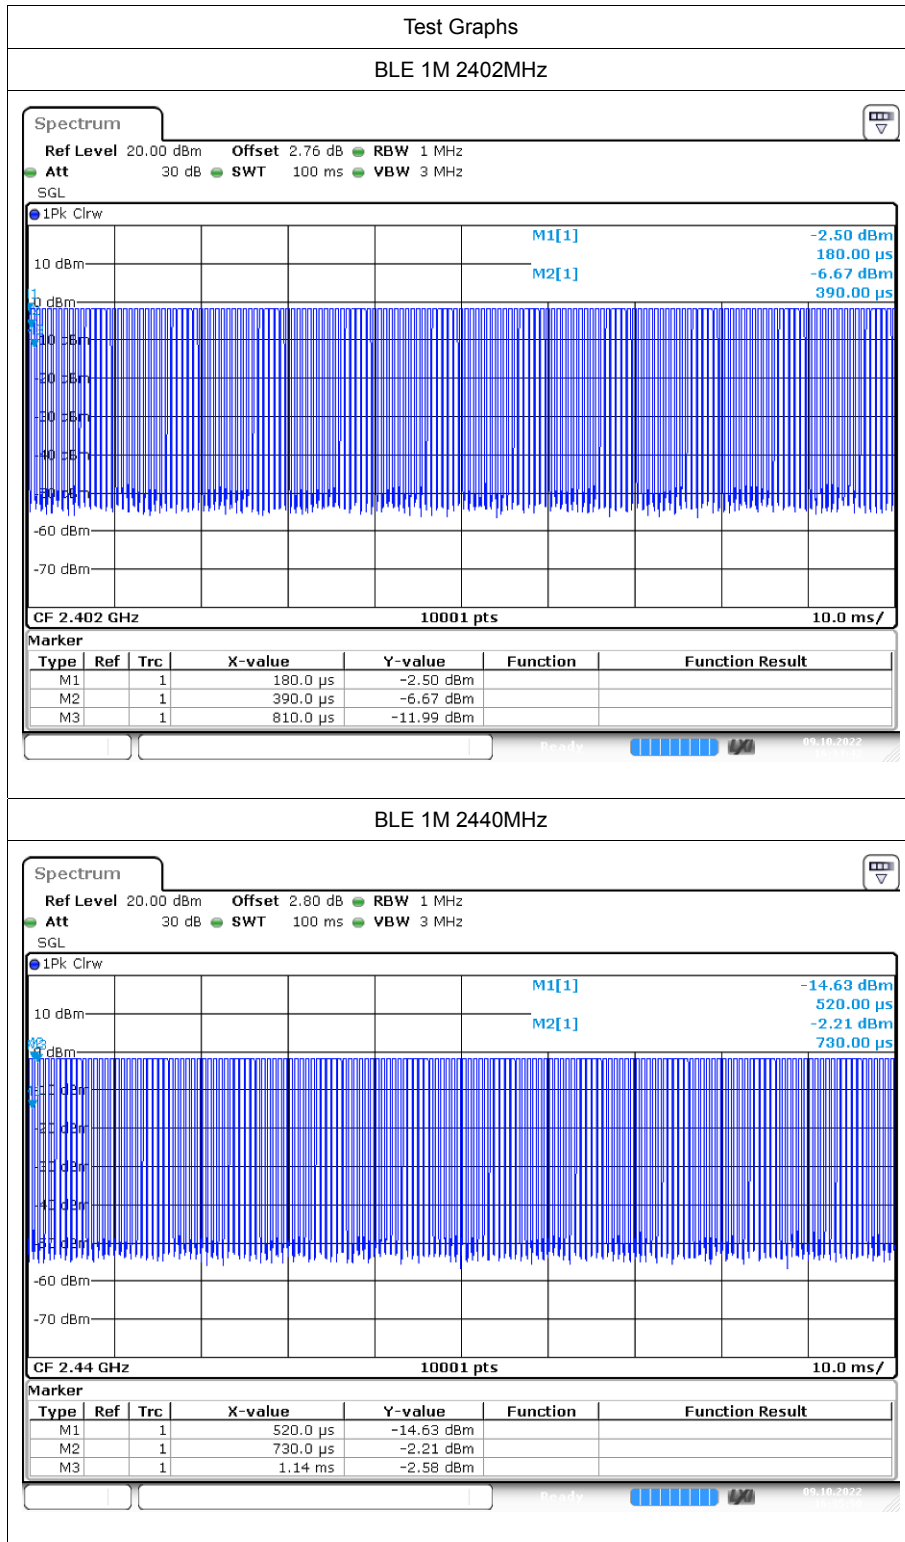 Test Graphs
BLE 1M 2402MHz
Spectrum
Ref Level 20.00 dBm Offset 2.76 dB RBW 1 MHz
Att 30 dB SWT 100 ms VBW 3 MHz
SGL
1Pk Clrw
M1[1] -2.50 dBm
180.00 µs
10 dBm
M2[1] -6.67 dBm
390.00 µs
0 dBm
-10 dBm
-20 dBm
-30 dBm
-40 dBm
-50 dBm
-60 dBm
-70 dBm
CF 2.402 GHz 10001 pts 10.0 ms/
Marker
Type Ref Trc X-value Y-value Function Function Result
M1 1 180.0 µs -2.50 dBm
M2 1 390.0 µs -6.67 dBm
M3 1 810.0 µs -11.99 dBm
Ready 09.10.2022
BLE 1M 2440MHz
Spectrum
Ref Level 20.00 dBm Offset 2.80 dB RBW 1 MHz
Att 30 dB SWT 100 ms VBW 3 MHz
SGL
1Pk Clrw
M1[1] -14.63 dBm
520.00 µs
10 dBm
M2[1] -2.21 dBm
730.00 µs
0 dBm
-10 dBm
-20 dBm
-30 dBm
-40 dBm
-50 dBm
-60 dBm
-70 dBm
CF 2.44 GHz 10001 pts 10.0 ms/
Marker
Type Ref Trc X-value Y-value Function Function Result
M1 1 520.0 µs -14.63 dBm
M2 1 730.0 µs -2.21 dBm
M3 1 1.14 ms -2.58 dBm
Ready 09.10.2022